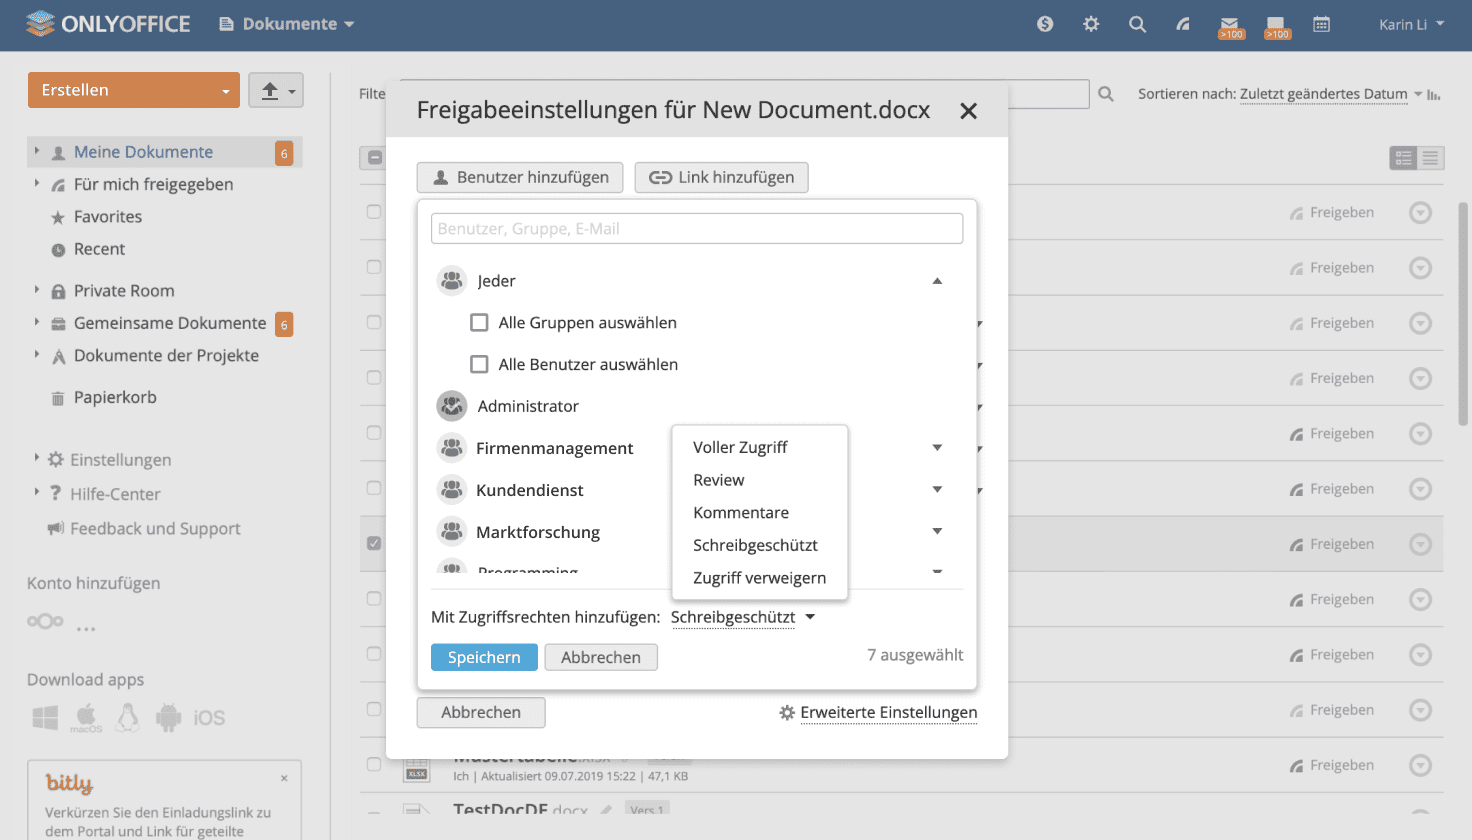 ONLYOFFICE
Dokumente
>100
>100
Karin Li
Erstellen
Meine Dokumente
6
Für mich freigegeben
Favorites
Recent
Private Room
Gemeinsame Dokumente
6
Dokumente der Projekte
Papierkorb
Einstellungen
Hilfe-Center
Feedback und Support
Konto hinzufügen
Download apps
macOS
iOS
bitly
Verkürzen Sie den Einladungslink zu
dem Portal und Link für geteilte
Filte
Sortieren nach: Zuletzt geändertes Datum
Freigabeeinstellungen für New Document.docx
Benutzer hinzufügen
Link hinzufügen
Benutzer, Gruppe, E-Mail
Jeder
Alle Gruppen auswählen
Alle Benutzer auswählen
Administrator
Firmenmanagement
Kundendienst
Marktforschung
Programming
Voller Zugriff
Review
Kommentare
Schreibgeschützt
Zugriff verweigern
Mit Zugriffsrechten hinzufügen: Schreibgeschützt
Speichern
Abbrechen
7 ausgewählt
Abbrechen
Erweiterte Einstellungen
Freigeben
Freigeben
Freigeben
Freigeben
Freigeben
Freigeben
Freigeben
Freigeben
Freigeben
Freigeben
Mustertabelle.xlsx
XLSX
Ich | Aktualisiert 09.07.2019 15:22 | 47,1 KB
Freigeben
TestDocDE.docx
Vers.1